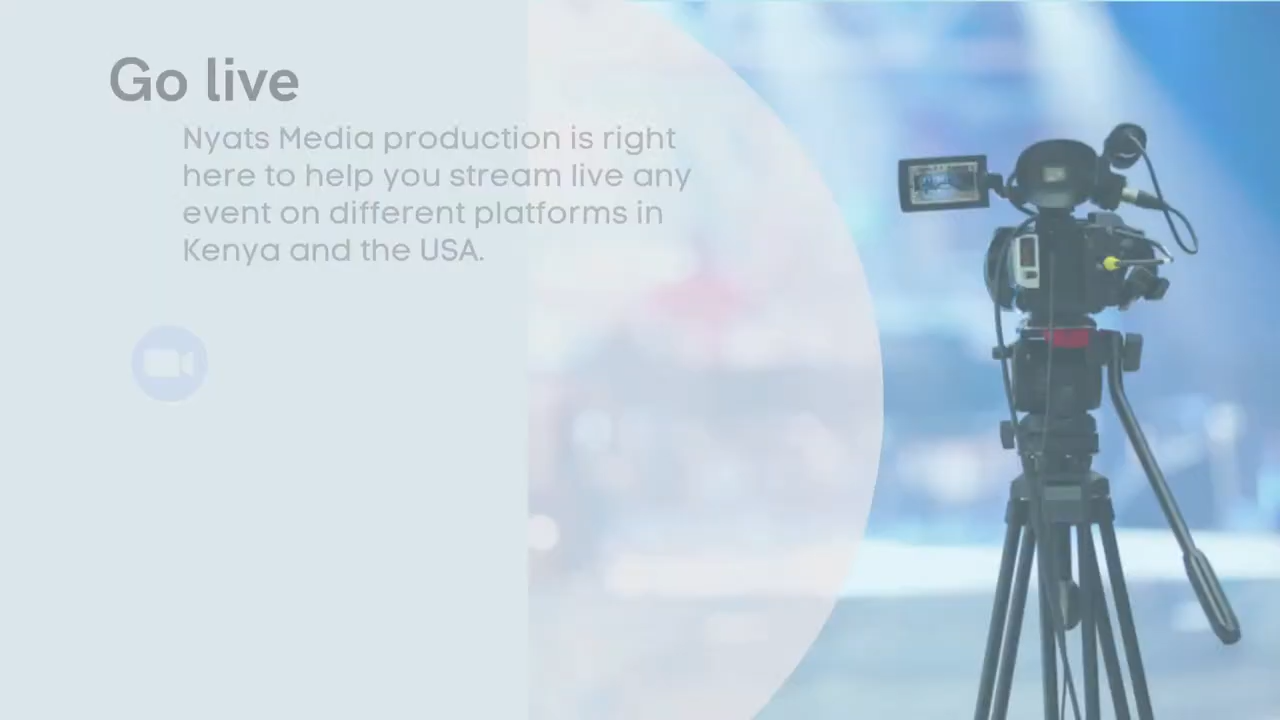 Go live
Nyats Media production is right
here to help you stream live any
event on different platforms in
Kenya and the USA.